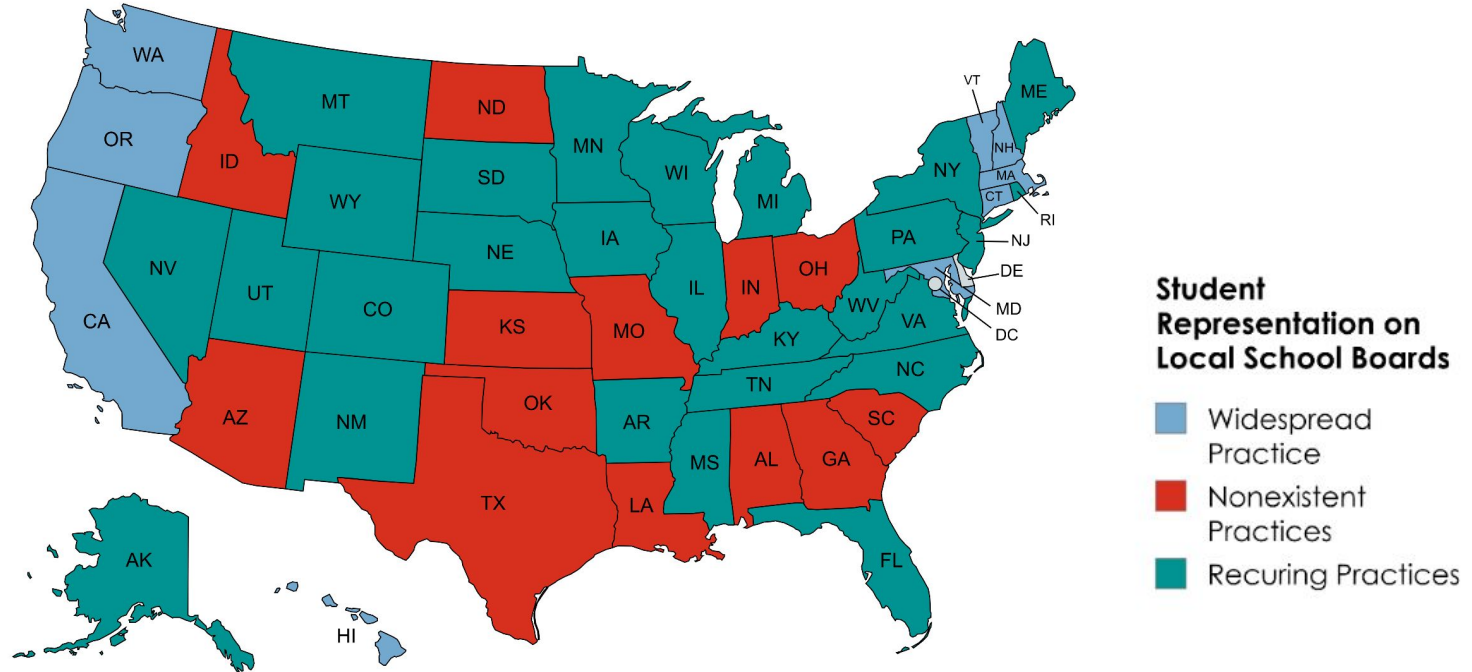 WA
VT
ME
MT
ND
OR
MN
NH
ID
WI
NY
MA
SD
CT
WY
MI
RI
IA
PA
NJ
NE
NV
OH
DE
UT
IL
IN
MD
CO
WV
CA
KS
MO
VA
DC
KY
NC
TN
OK
AZ
NM
AR
SC
MS
AL
GA
TX
LA
AK
FL
HI
Student
Representation on
Local School Boards
Widespread
Practice
Nonexistent
Practices
Recuring Practices